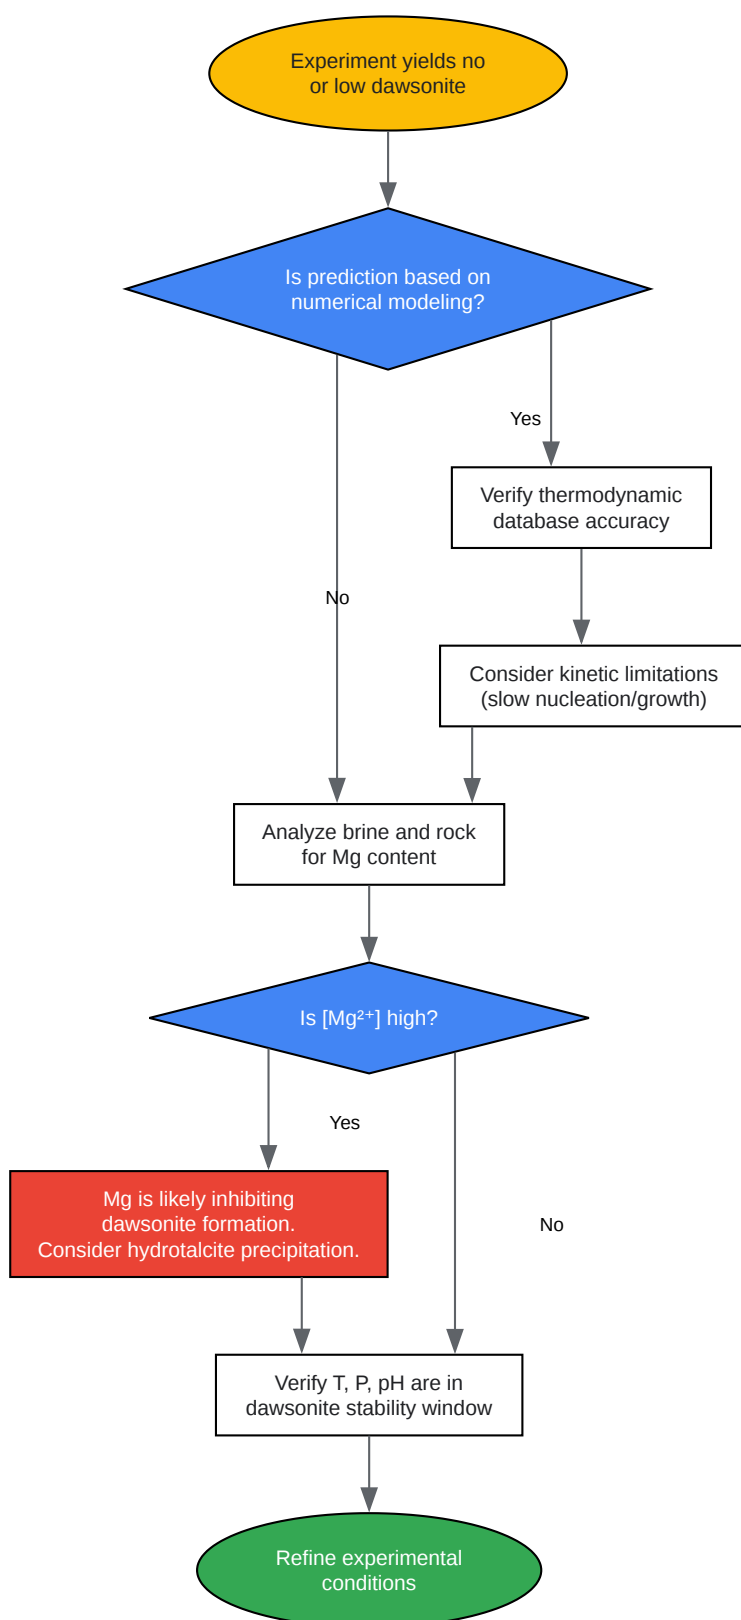 Experiment yields no
or low dawsonite
Is prediction based on
numerical modeling?
Yes
Verify thermodynamic
database accuracy
No
Consider kinetic limitations
(slow nucleation/growth)
Analyze brine and rock
for Mg content
Is [Mg²⁺] high?
Yes
Mg is likely inhibiting
dawsonite formation.
Consider hydrotalcite precipitation.
No
Verify T, P, pH are in
dawsonite stability window
Refine experimental
conditions